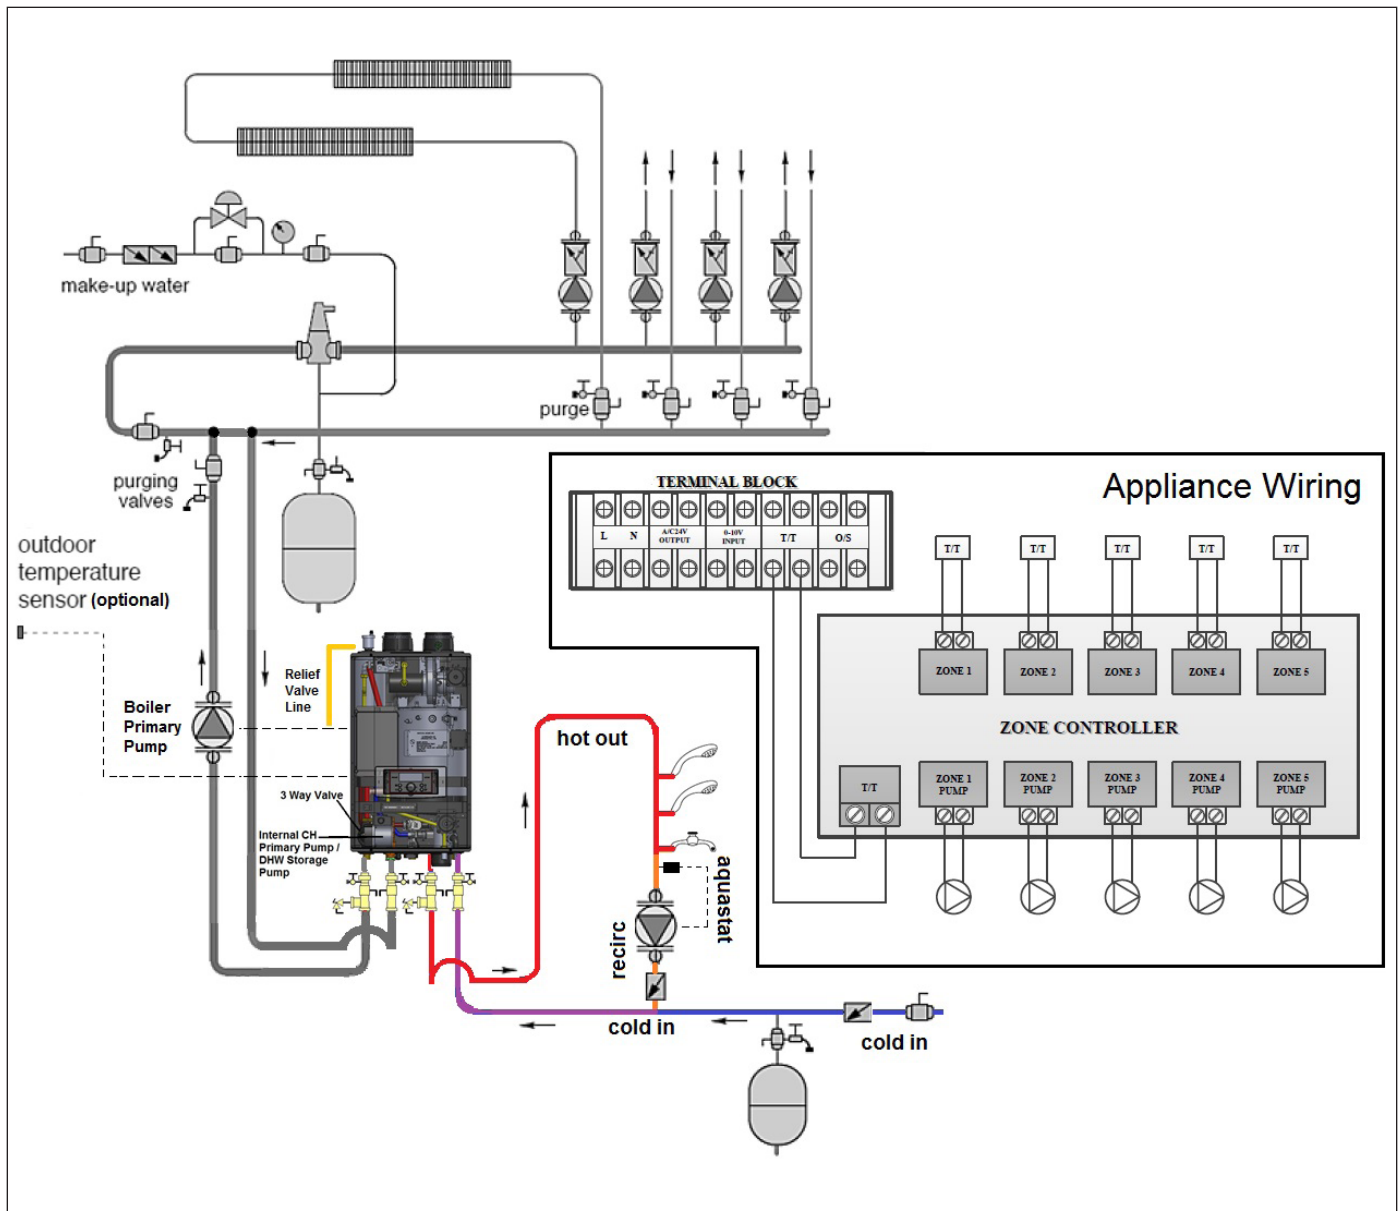 make-up water
purge
purging
valves
outdoor
temperature
sensor (optional)
Boiler
Primary
Pump
Relief
Valve
Line
3 Way Valve
Internal CH
Primary Pump /
DHW Storage
Pump
hot out
aquastat
recirc
cold in
cold in
Appliance Wiring
TERMINAL BLOCK
L
N
A/C24V
OUTPUT
0-10V
INPUT
T/T
O/S
T/T
T/T
T/T
T/T
T/T
ZONE 1
ZONE 2
ZONE 3
ZONE 4
ZONE 5
ZONE CONTROLLER
T/T
ZONE 1
PUMP
ZONE 2
PUMP
ZONE 3
PUMP
ZONE 4
PUMP
ZONE 5
PUMP